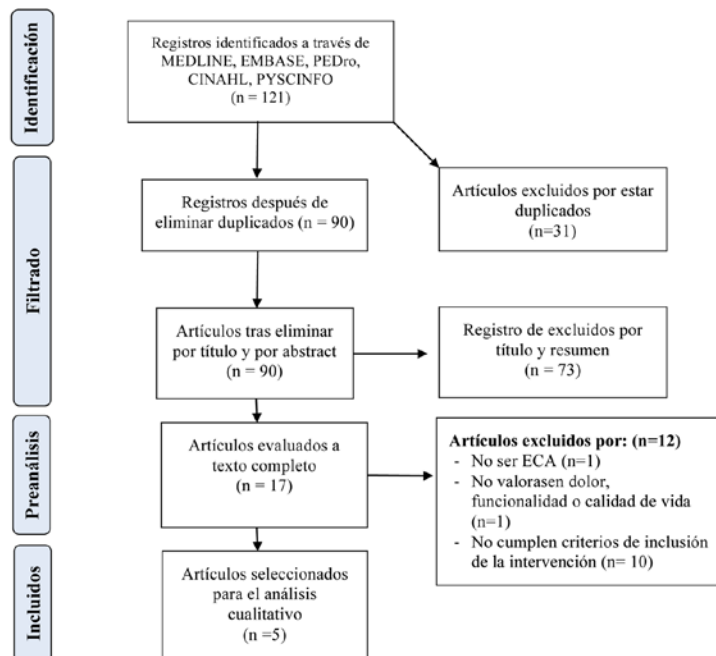 Identificación
Registros identificados a través de
MEDLINE, EMBASE, PEDro,
CINAHL, PYSCINFO
(n = 121)
Filtrado
Registros después de
eliminar duplicados (n = 90)
Artículos excluidos por estar
duplicados
(n=31)
Artículos tras eliminar
por título y por abstract
(n = 90)
Registro de excluidos por
título y resumen
(n = 73)
Preanálisis
Artículos evaluados a
texto completo
(n = 17)
Artículos excluidos por: (n=12)
- No ser ECA (n=1)
- No valorasen dolor,
funcionalidad o calidad de vida
(n=1)
- No cumplen criterios de inclusión
de la intervención (n= 10)
Incluidos
Artículos seleccionados
para el análisis
cualitativo
(n =5)